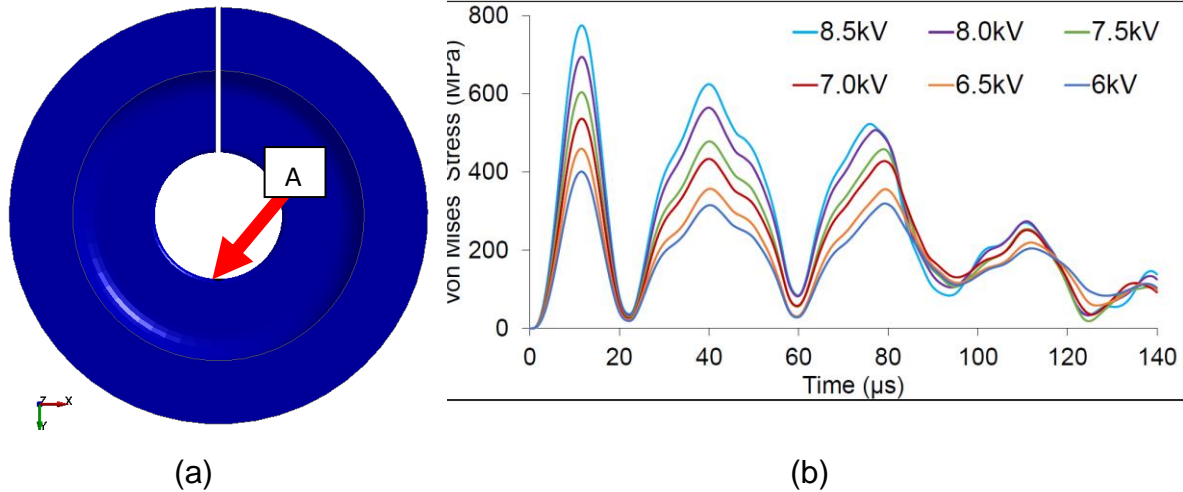 A
Z
X
Y
(a)
von Mises Stress (MPa)
800
600
400
200
0
8.5kV
8.0kV
7.5kV
7.0kV
6.5kV
6kV
0
20
40
60
80
100
120
140
Time (µs)
(b)